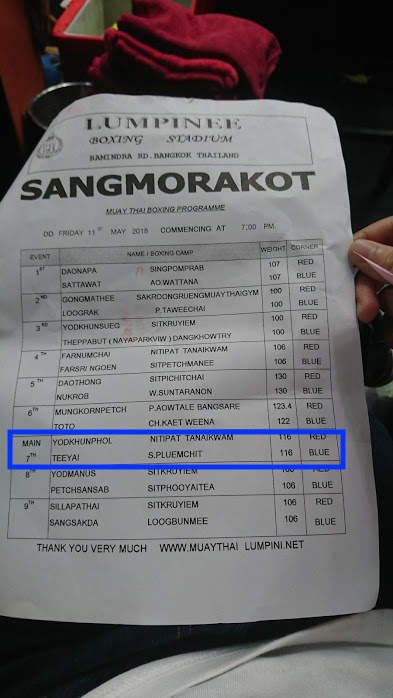 LUMPINEE
BOXING STADIUM
RAMINDRA RD. BANGKOK THAILAND
SANGMORAKOT
MUAY THAI BOXING PROGRAMME
DD FRIDAY 11ST MAY 2018 COMMENCING AT 7:00 PM.
EVENT NAME / BOXING CAMP WEIGHT CORNER
1ST DAONAPA SINGPOMPRAB 107 RED
SATTAWAT AO.WATTANA 107 BLUE
2ND GONGMATHEE SAKROONGRUENGMUAYTHAIGYM 100 RED
LOOGRAK P.TAWEECHAI 100 BLUE
3RD YODKHUNSUEG SITKRUYIEM 100 RED
THEPPABUT (NAYAPARKVIW) DANGKHOWTRY 100 BLUE
4TH FARNUMCHAI NITIPAT TANAIKWAM 106 RED
FARSRI NGOEN SITPETCHMANEE 106 BLUE
5TH DAOTHONG SITPICHITCHAI 130 RED
NUKROB W.SUNTARANON 130 BLUE
6TH MUNGKORNPETCH P.AOWTALE BANGSARE 123.4 RED
TOTO CH.KAET WEENA 122 BLUE
MAIN YODKHUNPHOL NITIPAT TANAIKWAM 116 RED
7TH TEEYAI S.PLUEMCHIT 116 BLUE
8TH YODMANUS SITKRUYIEM 106 RED
PETCHSANSAB SITPHOOYAITEA 106 BLUE
9TH SILLAPATHAI SITKRUYIEM 106 RED
SANGSAKDA LOOGBUNMEE 106 BLUE
THANK YOU VERY MUCH WWW.MUAYTHAI LUMPINI.NET